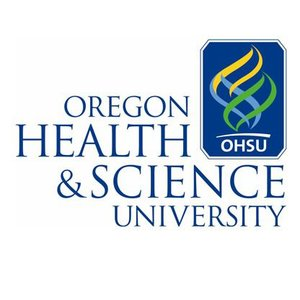 OREGON
HEALTH
OHSU
& SCIENCE
UNIVERSITY